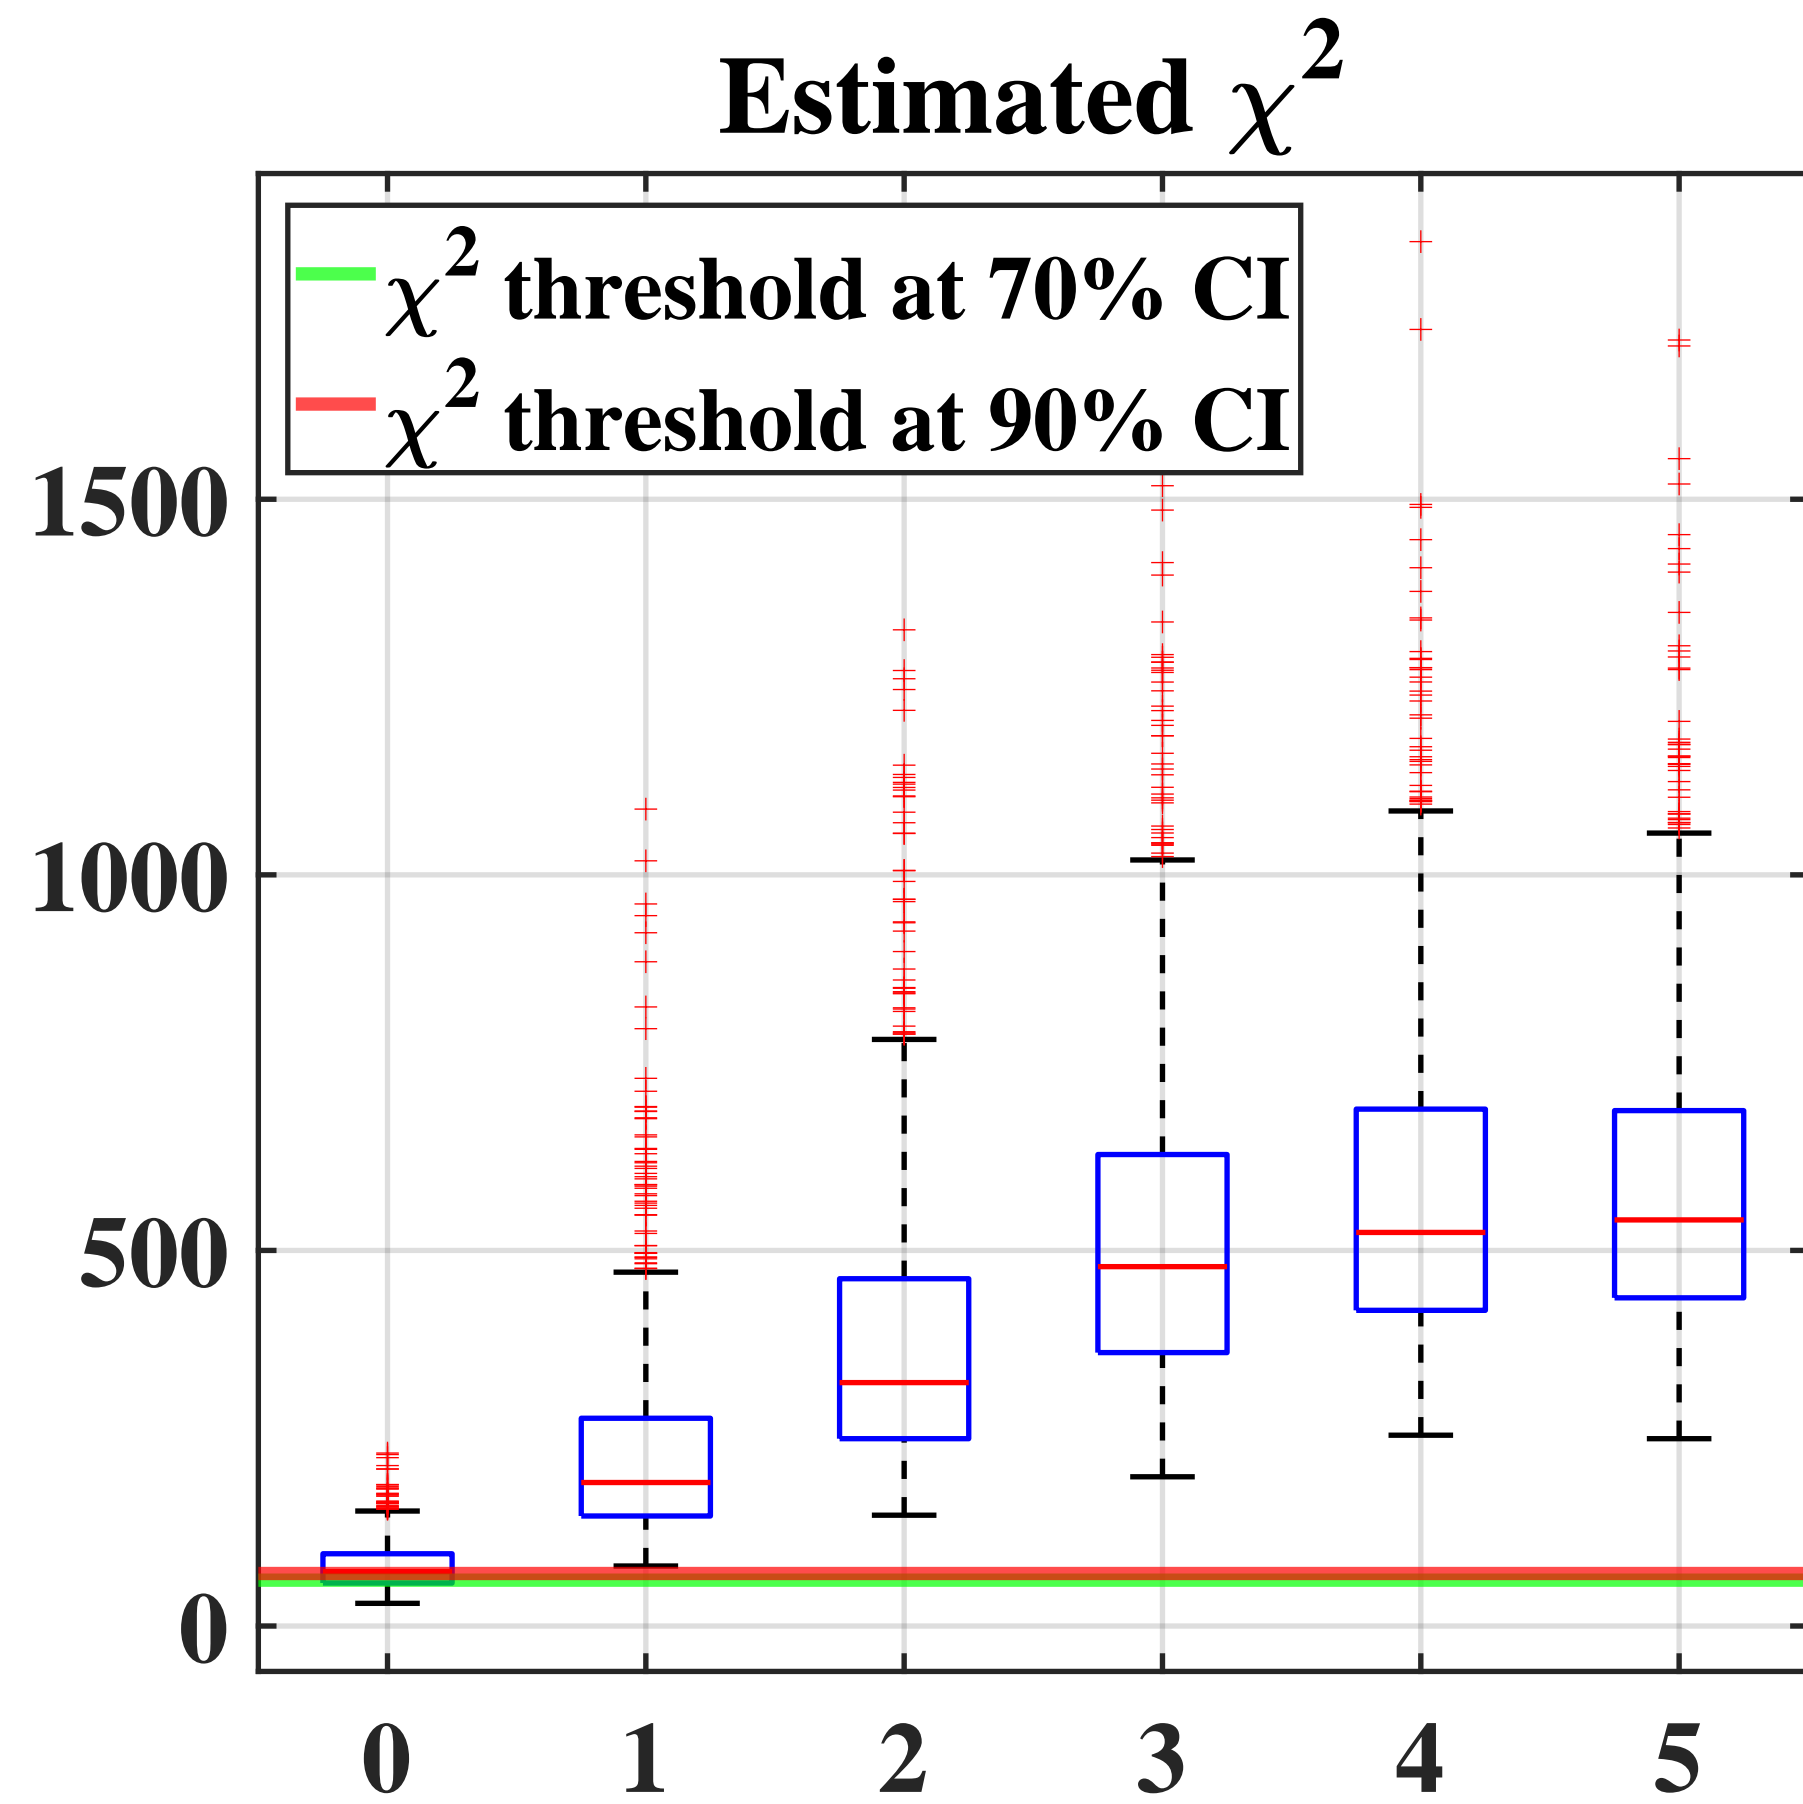 Estimated χ²
χ² threshold at 70% CI
χ² threshold at 90% CI
1500
1000
500
0
0 1 2 3 4 5